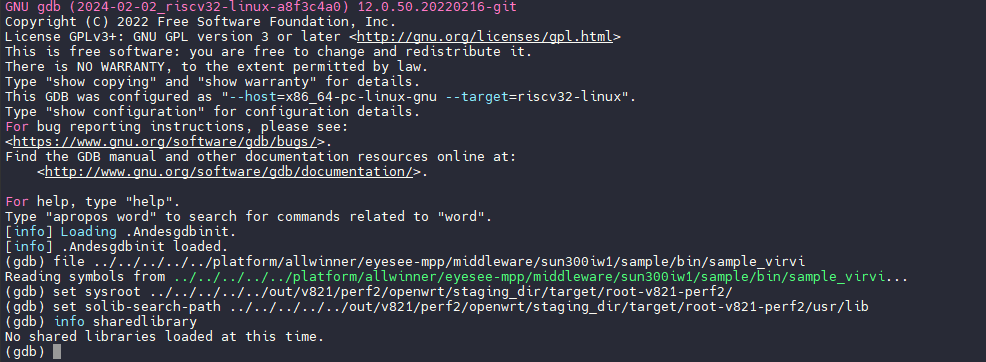 GNU gdb (2024-02-02_riscv32-linux-a8f3c4a0) 12.0.50.20220216-git
Copyright (C) 2022 Free Software Foundation, Inc.
License GPLv3+: GNU GPL version 3 or later <http://gnu.org/licenses/gpl.html>
This is free software: you are free to change and redistribute it.
There is NO WARRANTY, to the extent permitted by law.
Type "show copying" and "show warranty" for details.
This GDB was configured as "--host=x86_64-pc-linux-gnu --target=riscv32-linux".
Type "show configuration" for configuration details.
For bug reporting instructions, please see:
<https://www.gnu.org/software/gdb/bugs/>.
Find the GDB manual and other documentation resources online at:
    <http://www.gnu.org/software/gdb/documentation/>.

For help, type "help".
Type "apropos word" to search for commands related to "word".
[info] Loading .Andesgdbinit.
[info] .Andesgdbinit loaded.
(gdb) file ../../../../../platform/allwinner/eyesee-mpp/middleware/sun300iw1/sample/bin/sample_virvi
Reading symbols from ../../../../../platform/allwinner/eyesee-mpp/middleware/sun300iw1/sample/bin/sample_virvi...
(gdb) set sysroot ../../../../../out/v821/perf2/openwrt/staging_dir/target/root-v821-perf2/
(gdb) set solib-search-path ../../../../../out/v821/perf2/openwrt/staging_dir/target/root-v821-perf2/usr/lib
(gdb) info sharedlibrary
No shared libraries loaded at this time.
(gdb)